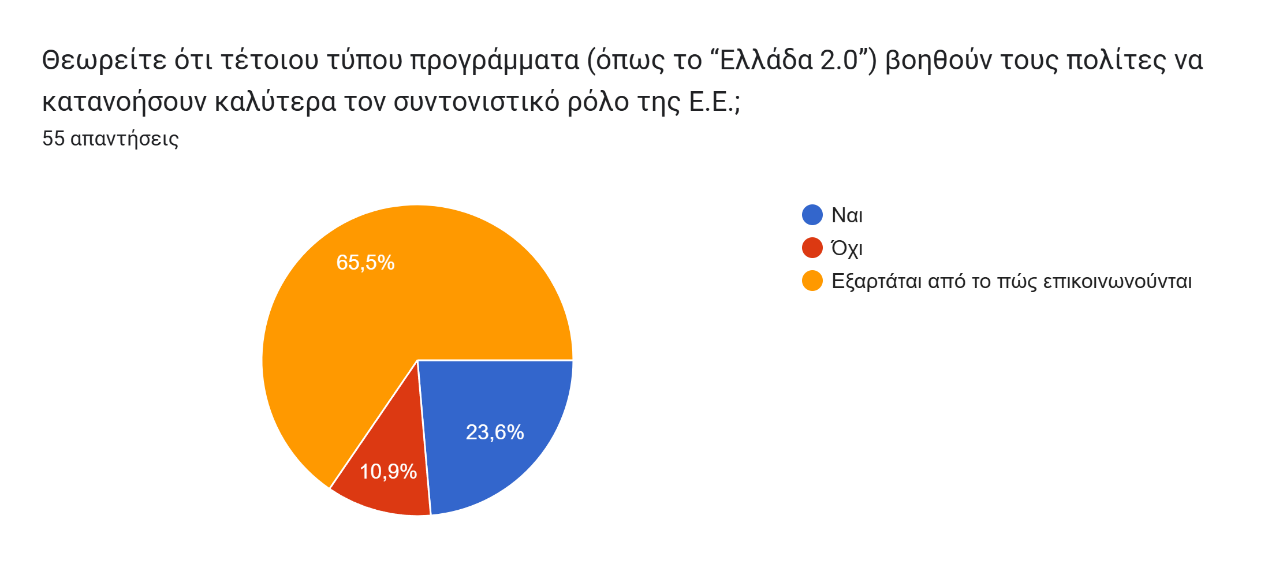 Θεωρείτε ότι τέτοιου τύπου προγράμματα (όπως το “Ελλάδα 2.0”) βοηθούν τους πολίτες να
κατανοήσουν καλύτερα τον συντονιστικό ρόλο της Ε.Ε.;
55 απαντήσεις
Ναι
Όχι
Εξαρτάται από το πώς επικοινωνούνται
65,5%
23,6%
10,9%